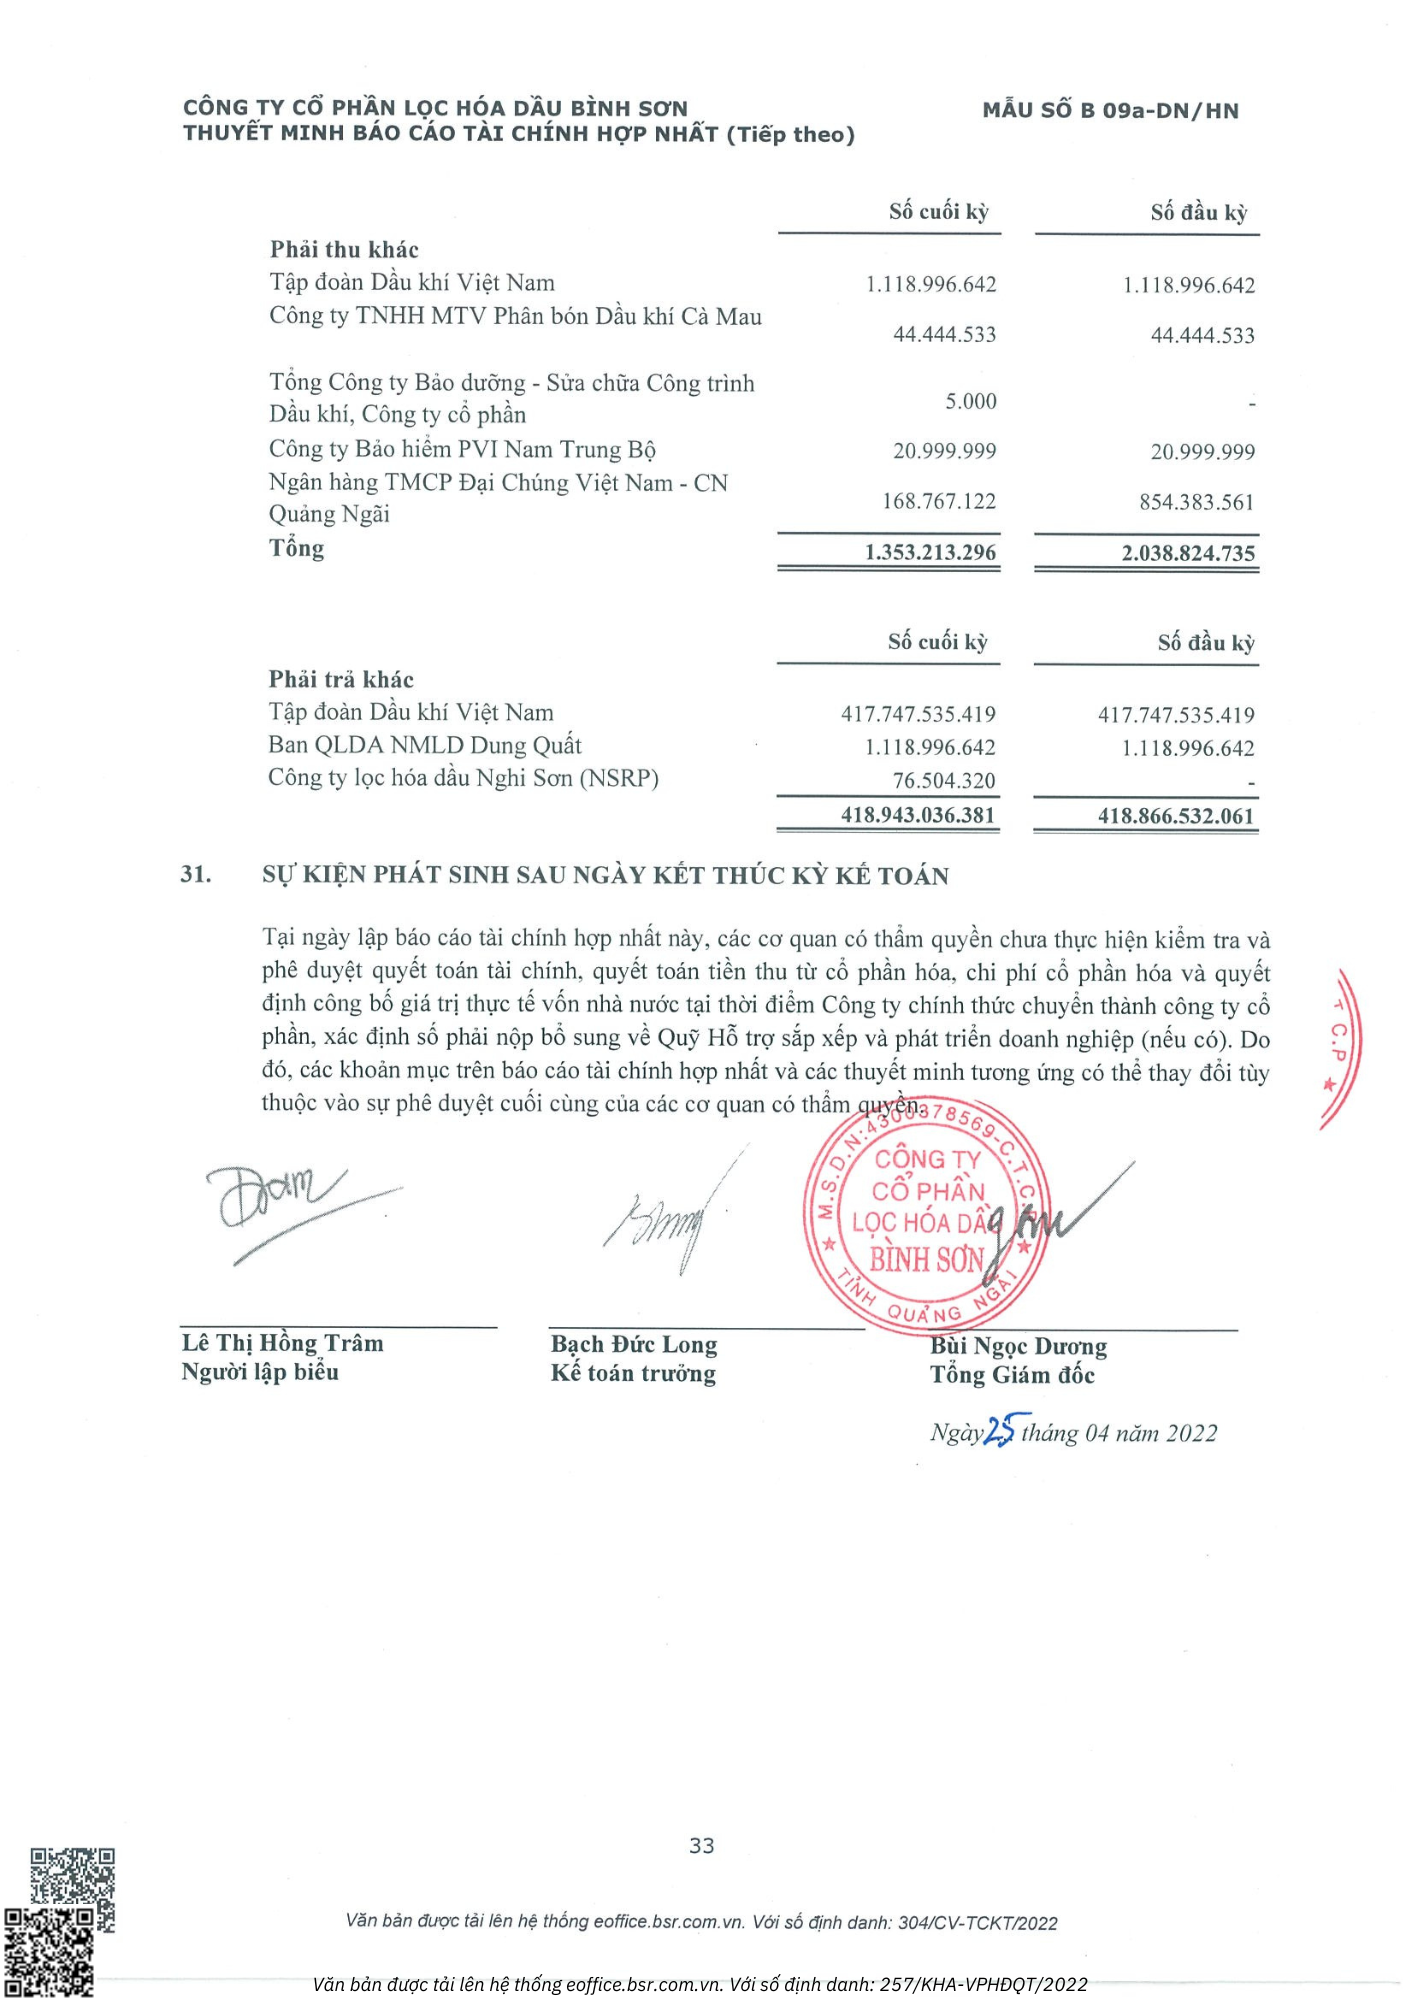 CÔNG TY CỔ PHẦN LỌC HÓA DẦU BÌNH SƠN MẪU SỐ B 09a-DN/HN
THUYẾT MINH BÁO CÁO TÀI CHÍNH HỢP NHẤT (Tiếp theo)
Số cuối kỳ Số đầu kỳ
Phải thu khác
Tập đoàn Dầu khí Việt Nam 1.118.996.642 1.118.996.642
Công ty TNHH MTV Phân bón Dầu khí Cà Mau 44.444.533 44.444.533
Tổng Công ty Bảo dưỡng - Sửa chữa Công trình
Dầu khí, Công ty cổ phần 5.000 -
Công ty Bảo hiểm PVI Nam Trung Bộ 20.999.999 20.999.999
Ngân hàng TMCP Đại Chúng Việt Nam - CN
Quảng Ngãi 168.767.122 854.383.561
Tổng 1.353.213.296 2.038.824.735
Số cuối kỳ Số đầu kỳ
Phải trả khác
Tập đoàn Dầu khí Việt Nam 417.747.535.419 417.747.535.419
Ban QLDA NMLD Dung Quất 1.118.996.642 1.118.996.642
Công ty lọc hóa dầu Nghi Sơn (NSRP) 76.504.320 -
418.943.036.381 418.866.532.061
31. SỰ KIỆN PHÁT SINH SAU NGÀY KẾT THÚC KỲ KẾ TOÁN
Tại ngày lập báo cáo tài chính hợp nhất này, các cơ quan có thẩm quyền chưa thực hiện kiểm tra và
phê duyệt quyết toán tài chính, quyết toán tiền thu từ cổ phần hóa, chi phí cổ phần hóa và quyết
định công bố giá trị thực tế vốn nhà nước tại thời điểm Công ty chính thức chuyển thành công ty cổ
phần, xác định số phải nộp bổ sung về Quỹ Hỗ trợ sắp xếp và phát triển doanh nghiệp (nếu có). Do
đó, các khoản mục trên báo cáo tài chính hợp nhất và các thuyết minh tương ứng có thể thay đổi tùy
thuộc vào sự phê duyệt cuối cùng của các cơ quan có thẩm quyền.
M.S.D.N:4300378569-C.T.C.P
CÔNG TY
CỔ PHẦN
LỌC HÓA DẦU
BÌNH SƠN
TỈNH QUẢNG NGÃI
T C.P
Lê Thị Hồng Trâm Bạch Đức Long Bùi Ngọc Dương
Người lập biểu Kế toán trưởng Tổng Giám đốc
Ngày 25 tháng 04 năm 2022
33
Văn bản được tải lên hệ thống eoffice.bsr.com.vn. Với số định danh: 304/CV-TCKT/2022
Văn bản được tải lên hệ thống eoffice.bsr.com.vn. Với số định danh: 257/KHA-VPHĐQT/2022